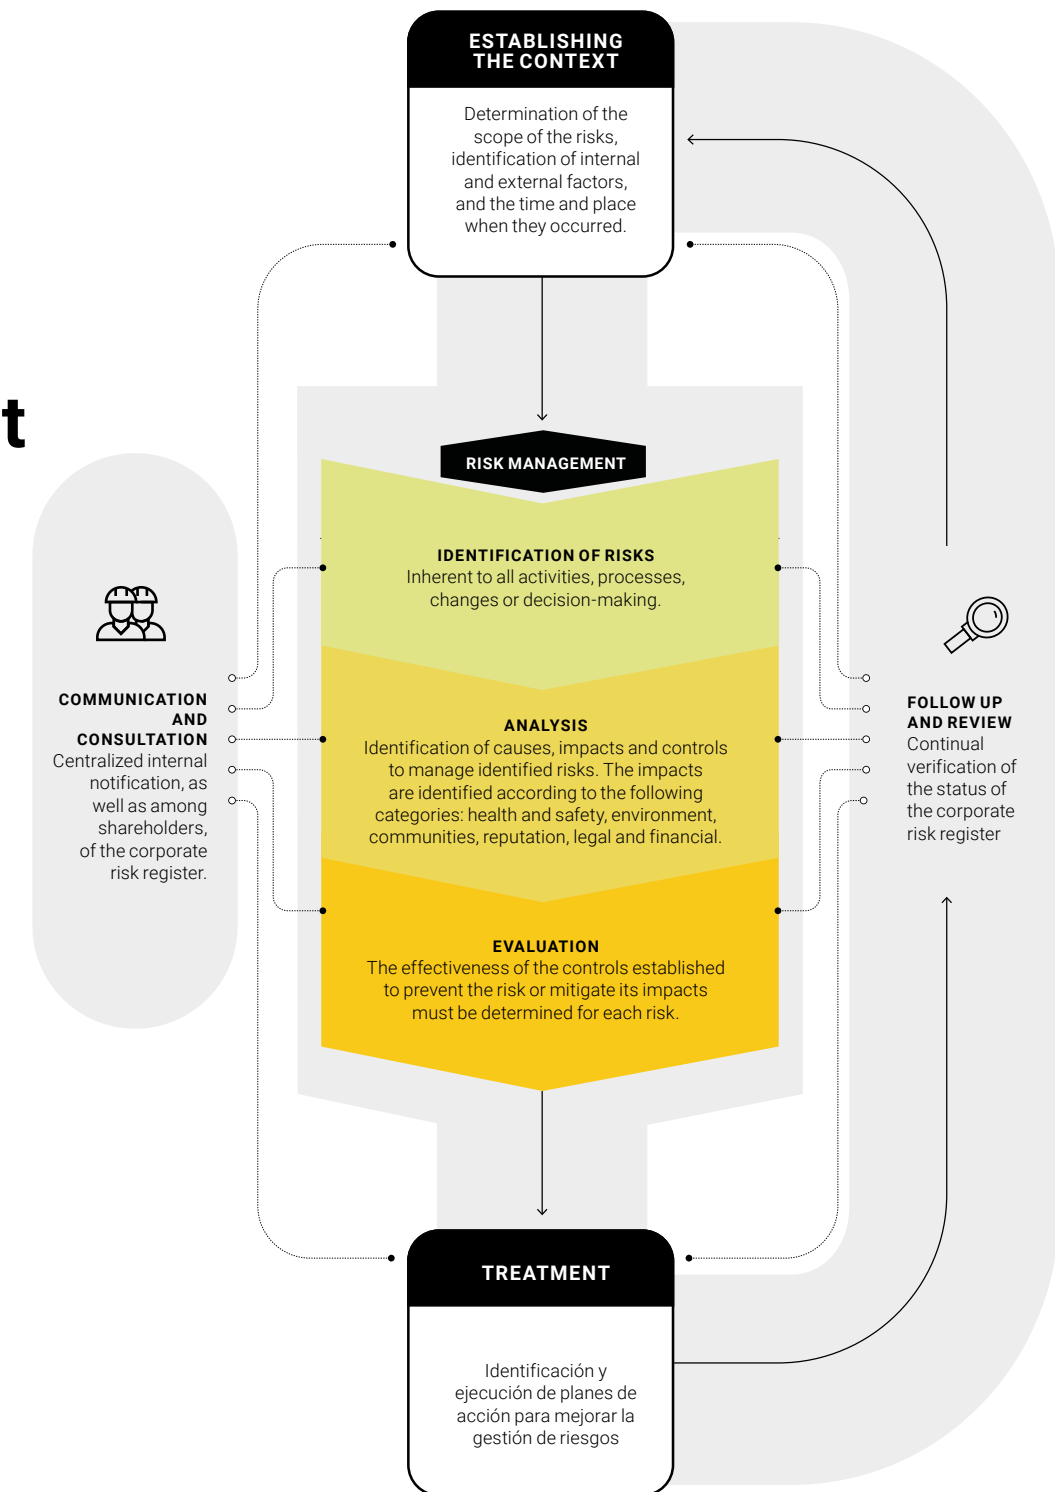 ESTABLISHING
THE CONTEXT
Determination of the
scope of the risks,
identification of internal
and external factors,
and the time and place
when they occurred.
t
RISK MANAGEMENT
IDENTIFICATION OF RISKS
Inherent to all activities, processes,
changes or decision-making.
COMMUNICATION
AND
CONSULTATION
Centralized internal
notification, as
well as among
shareholders,
of the corporate
risk register.
ANALYSIS
Identification of causes, impacts and controls
to manage identified risks. The impacts
are identified according to the following
categories: health and safety, environment,
communities, reputation, legal and financial.
FOLLOW UP
AND REVIEW
Continual
verification of
the status of
the corporate
risk register
EVALUATION
The effectiveness of the controls established
to prevent the risk or mitigate its impacts
must be determined for each risk.
TREATMENT
Identificación y
ejecución de planes de
acción para mejorar la
gestión de riesgos